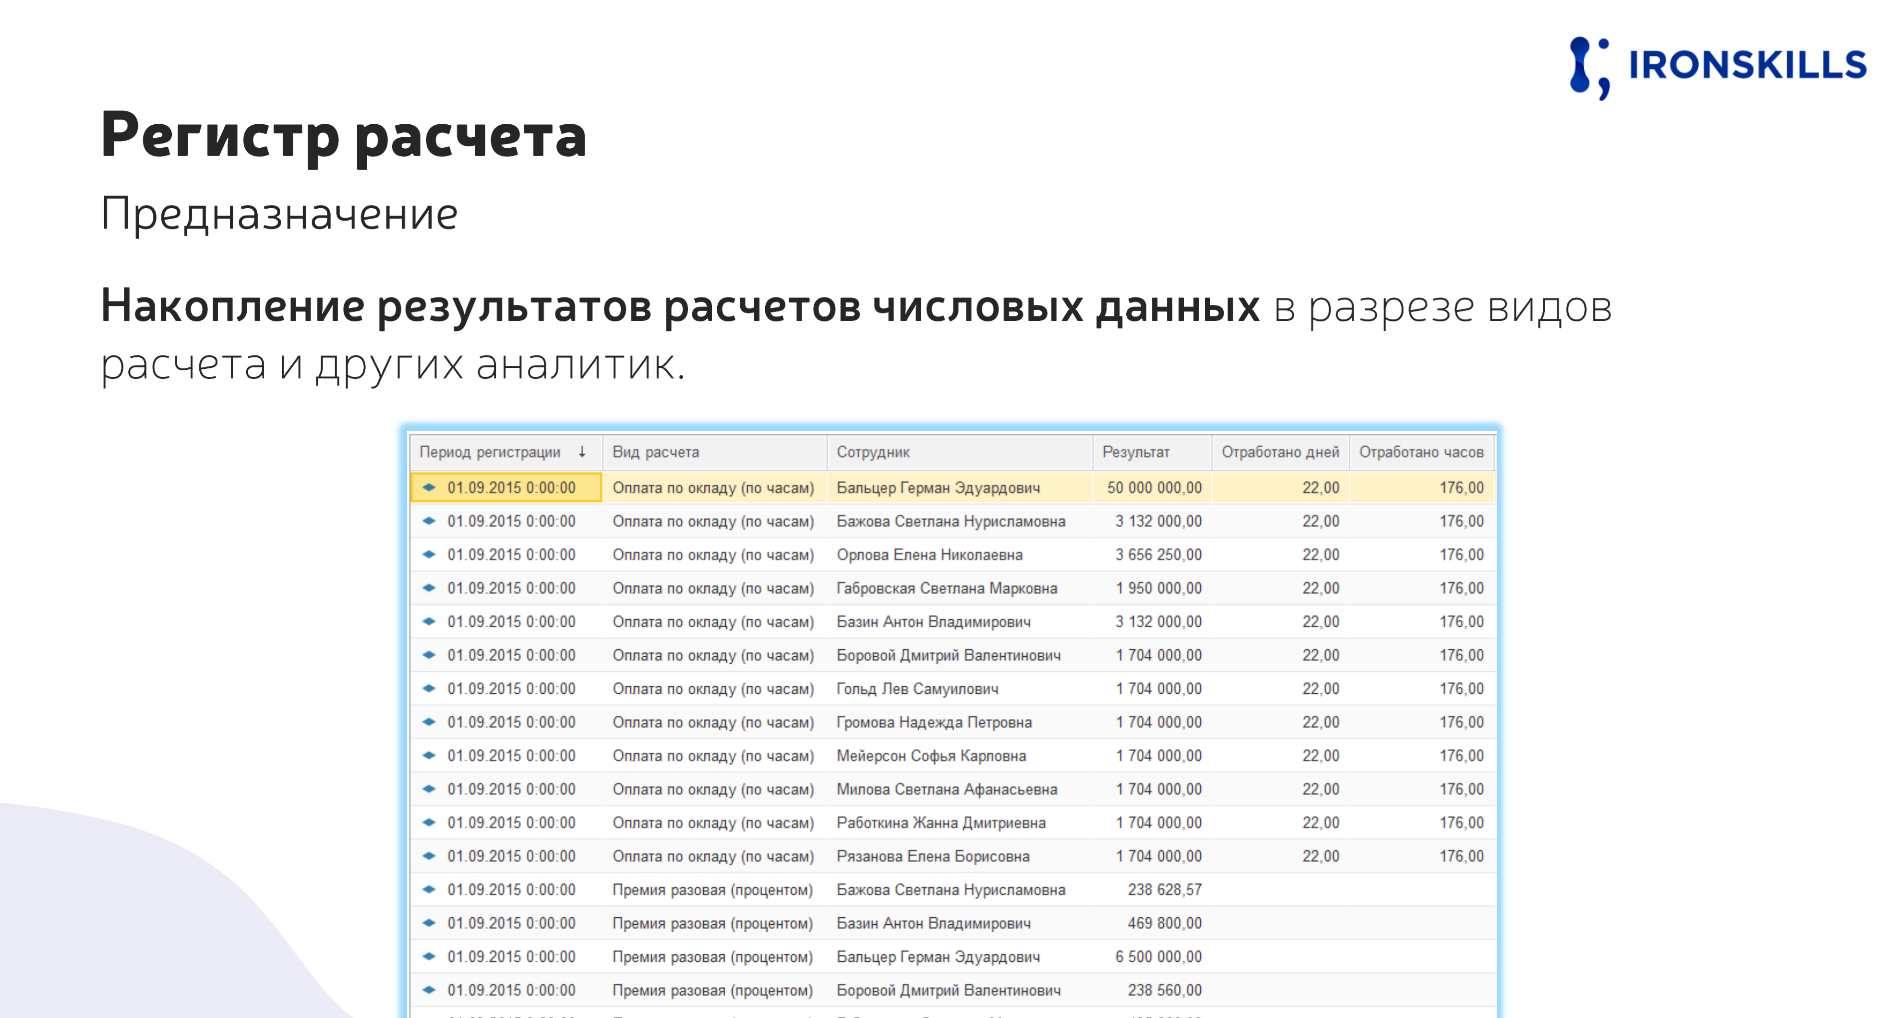 IRONSKILLS
Регистр расчета
Предназначение
Накопление результатов расчетов числовых данных в разрезе видов
расчета и других аналитик.
Период регистрации ↓ Вид расчета Сотрудник Результат Отработано дней Отработано часов
01.09.2015 0:00:00 Оплата по окладу (по часам) Бальцер Герман Эдуардович 50 000 000,00 22,00 176,00
01.09.2015 0:00:00 Оплата по окладу (по часам) Бажова Светлана Нурисламовна 3 132 000,00 22,00 176,00
01.09.2015 0:00:00 Оплата по окладу (по часам) Орлова Елена Николаевна 3 656 250,00 22,00 176,00
01.09.2015 0:00:00 Оплата по окладу (по часам) Габровская Светлана Марковна 1 950 000,00 22,00 176,00
01.09.2015 0:00:00 Оплата по окладу (по часам) Базин Антон Владимирович 3 132 000,00 22,00 176,00
01.09.2015 0:00:00 Оплата по окладу (по часам) Боровой Дмитрий Валентинович 1 704 000,00 22,00 176,00
01.09.2015 0:00:00 Оплата по окладу (по часам) Гольд Лев Самуилович 1 704 000,00 22,00 176,00
01.09.2015 0:00:00 Оплата по окладу (по часам) Громова Надежда Петровна 1 704 000,00 22,00 176,00
01.09.2015 0:00:00 Оплата по окладу (по часам) Мейерсон Софья Карловна 1 704 000,00 22,00 176,00
01.09.2015 0:00:00 Оплата по окладу (по часам) Милова Светлана Афанасьевна 1 704 000,00 22,00 176,00
01.09.2015 0:00:00 Оплата по окладу (по часам) Работкина Жанна Дмитриевна 1 704 000,00 22,00 176,00
01.09.2015 0:00:00 Оплата по окладу (по часам) Рязанова Елена Борисовна 1 704 000,00 22,00 176,00
01.09.2015 0:00:00 Премия разовая (процентом) Бажова Светлана Нурисламовна 238 628,57
01.09.2015 0:00:00 Премия разовая (процентом) Базин Антон Владимирович 469 800,00
01.09.2015 0:00:00 Премия разовая (процентом) Бальцер Герман Эдуардович 6 500 000,00
01.09.2015 0:00:00 Премия разовая (процентом) Боровой Дмитрий Валентинович 238 560,00